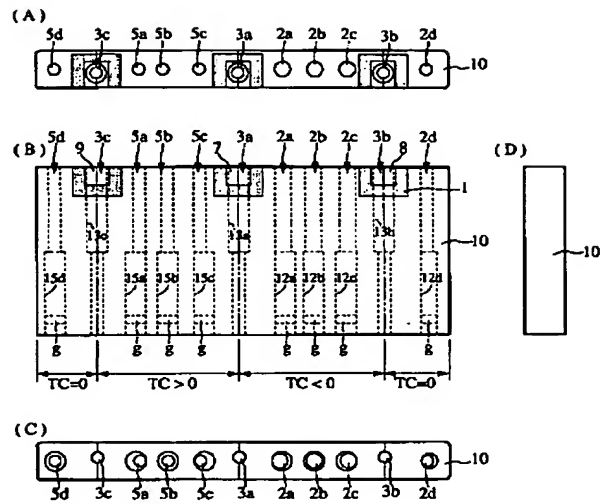 (A)
5d 3c 5a 5b 5c 3a 2a 2b 2c 3b 2d
10
(B) 5d 9 3c 5a 5b 5c 7 3a 2a 2b 2c 3b 8 2d (D)
1
13c 13a 13b
10 10
15d 15a 15b 15c 12a 12b 12c 12d
g g g g g g g g
TC=0 TC>0 TC<0 TC=0
(C)
10
5d 3c 5a 5b 5c 3a 2a 2b 2c 3b 2d